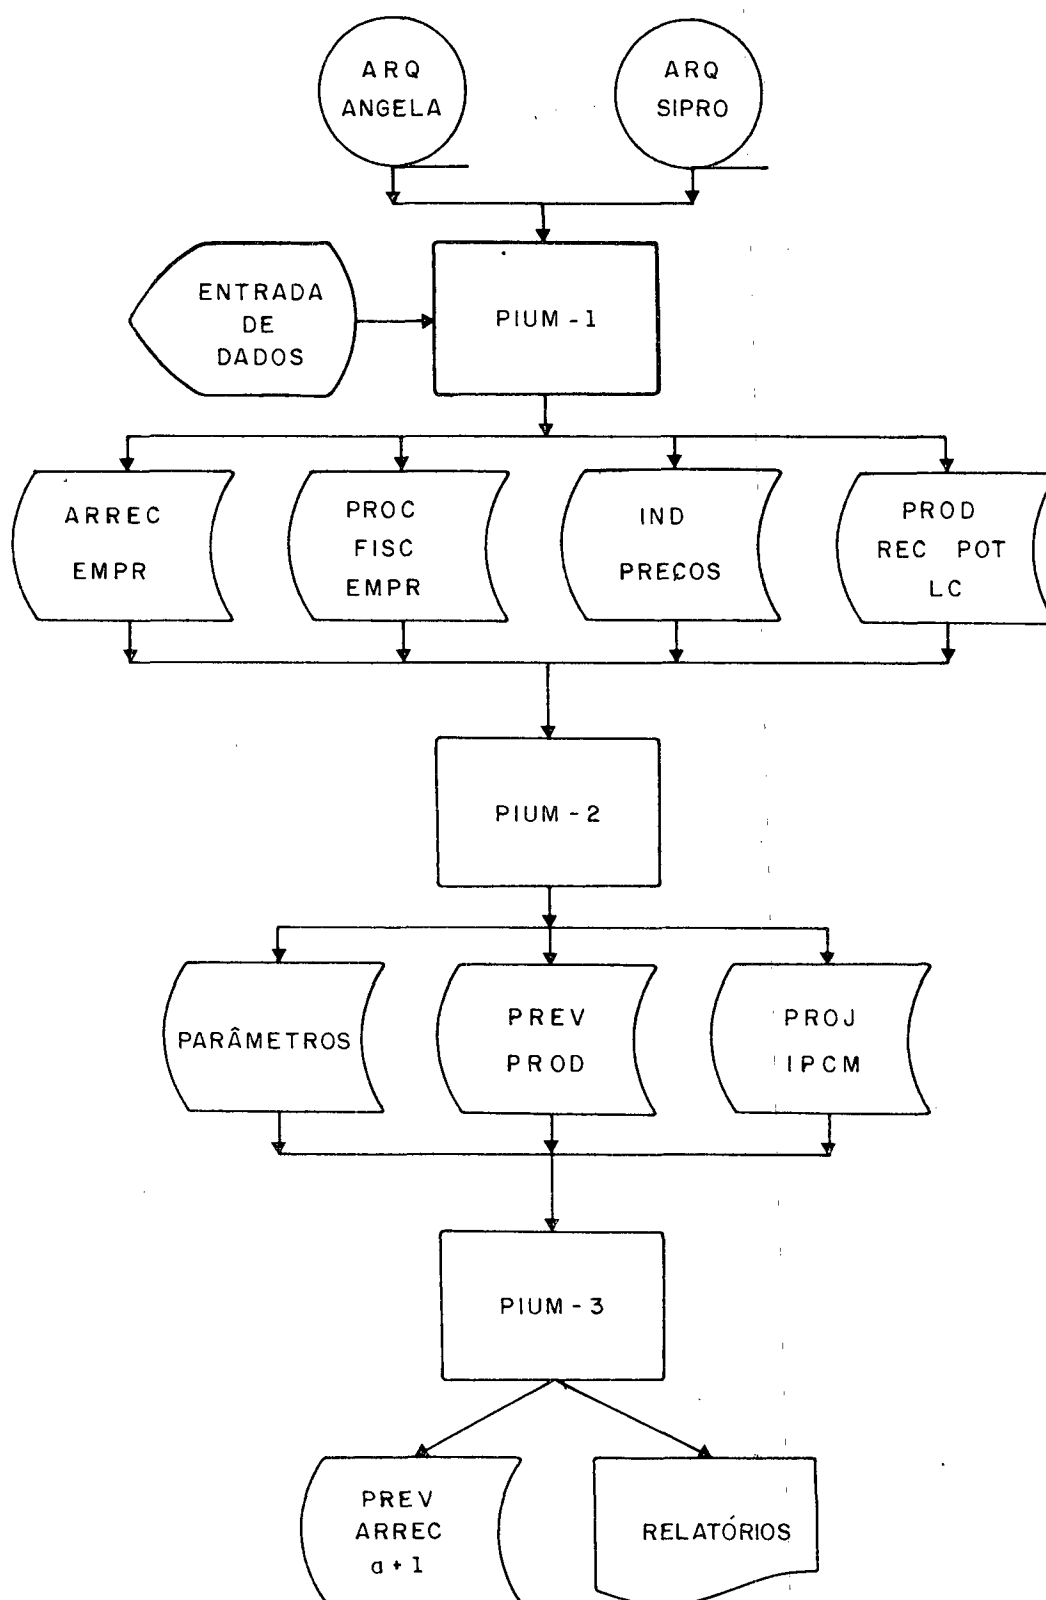 ARQ
ANGELA
ARQ
SIPRO
ENTRADA
DE
DADOS
PIUM - 1
ARREC
EMPR
PROC
FISC
EMPR
IND
PREÇOS
PROD
REC POT
LC
PIUM - 2
PARÂMETROS
PREV
PROD
PROJ
IPCM
PIUM - 3
PREV
ARREC
a + 1
RELATÓRIOS